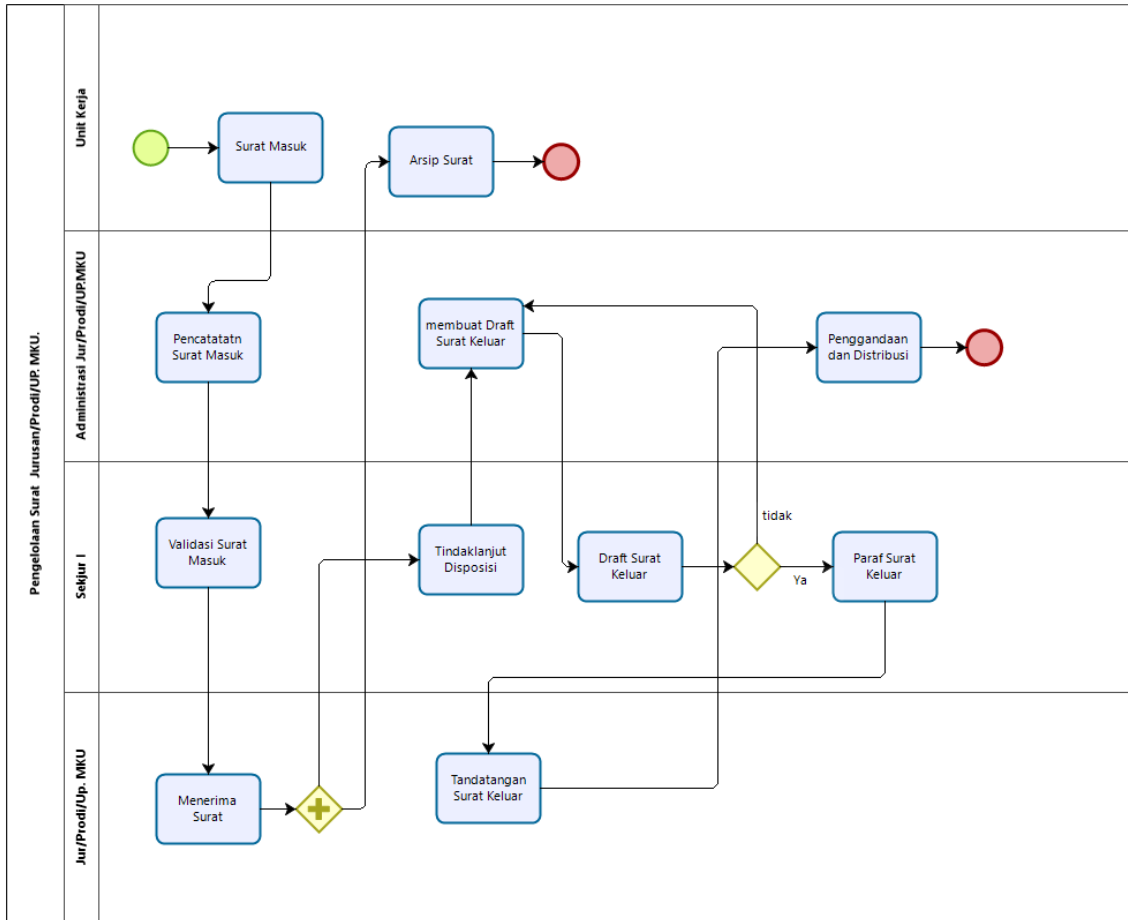 Pengelolaan Surat Jurusan/Prodi/UP. MKU.
Unit Kerja
Surat Masuk
Arsip Surat
Administrasi Jur/Prodi/UP.MKU
Pencatatatn
Surat Masuk
membuat Draft
Surat Keluar
Penggandaan
dan Distribusi
Sekjur I
Validasi Surat
Masuk
Tindaklanjut
Disposisi
Draft Surat
Keluar
tidak
Ya
Paraf Surat
Keluar
Jur/Prodi/Up. MKU
Menerima
Surat
Tandatangan
Surat Keluar